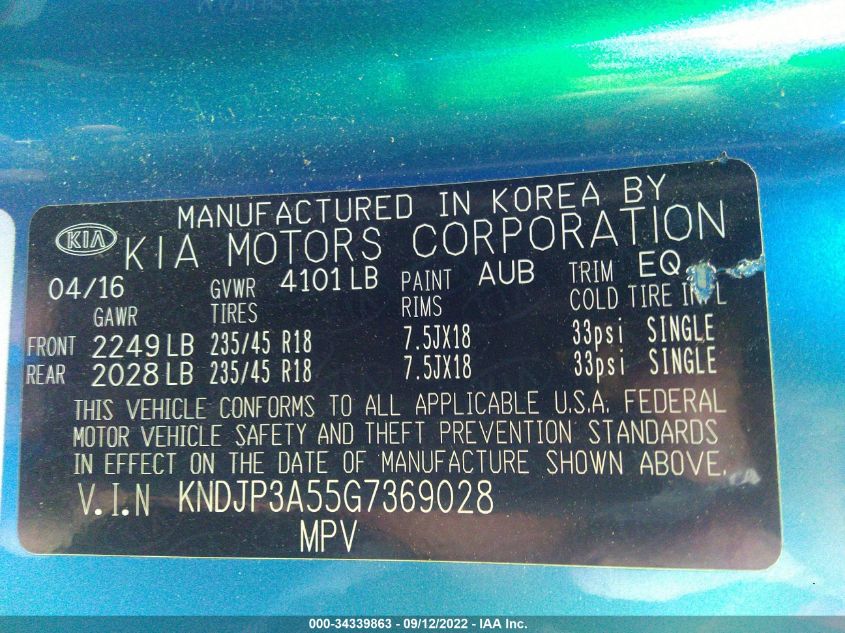 MANUFACTURED IN KOREA BY
KIA KIA MOTORS CORPORATION
04/16 GVWR 4101 LB PAINT AUB TRIM EQ
GAWR TIRES RIMS COLD TIRE
FRONT 2249 LB 235/45 R18 7.5JX18 33psi SINGLE
REAR 2028 LB 235/45 R18 7.5JX18 33psi SINGLE
THIS VEHICLE CONFORMS TO ALL APPLICABLE U.S.A. FEDERAL
MOTOR VEHICLE SAFETY AND THEFT PREVENTION STANDARDS
IN EFFECT ON THE DATE OF MANUFACTURE SHOWN ABOVE.
V.I.N KNDJP3A55G7369028
MPV
000-34339863 - 09/12/2022 - IAA Inc.